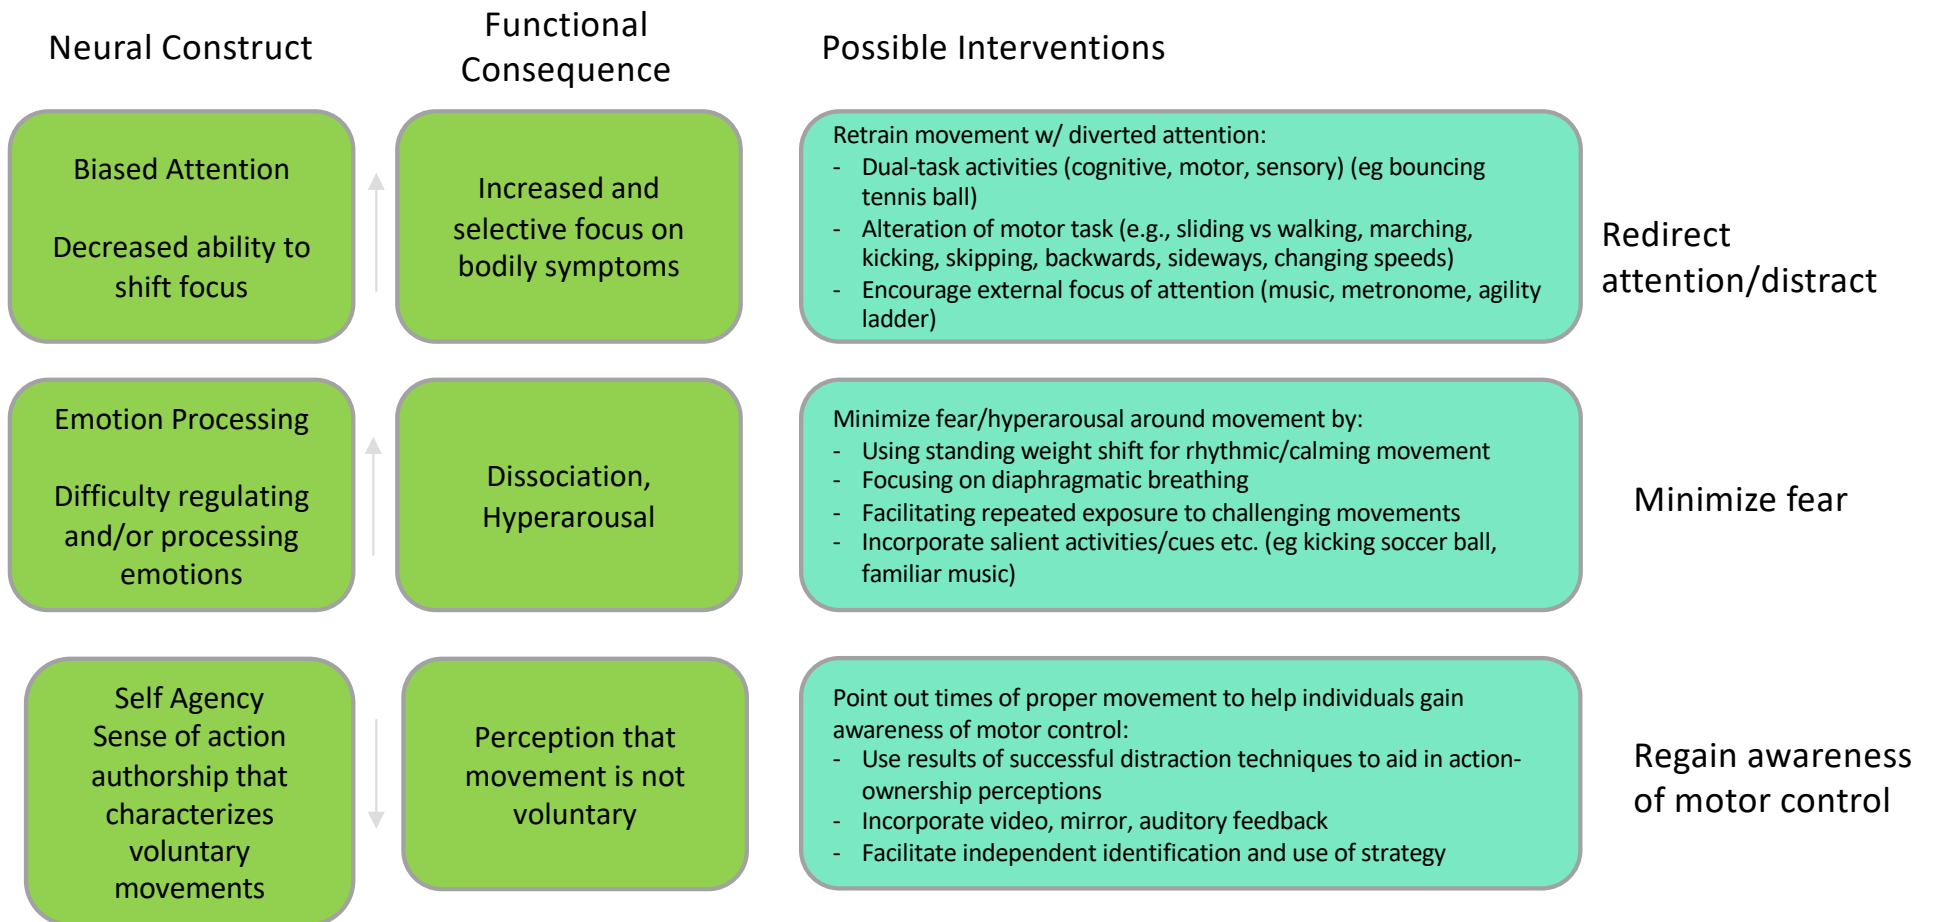 Neural Construct
Functional
Consequence
Possible Interventions
Biased Attention
Decreased ability to
shift focus
Increased and
selective focus on
bodily symptoms
Retrain movement w/ diverted attention:
- Dual-task activities (cognitive, motor, sensory) (eg bouncing
tennis ball)
- Alteration of motor task (e.g., sliding vs walking, marching,
kicking, skipping, backwards, sideways, changing speeds)
- Encourage external focus of attention (music, metronome, agility
ladder)
Redirect
attention/distract
Emotion Processing
Difficulty regulating
and/or processing
emotions
Dissociation,
Hyperarousal
Minimize fear/hyperarousal around movement by:
- Using standing weight shift for rhythmic/calming movement
- Focusing on diaphragmatic breathing
- Facilitating repeated exposure to challenging movements
- Incorporate salient activities/cues etc. (eg kicking soccer ball,
familiar music)
Minimize fear
Self Agency
Sense of action
authorship that
characterizes
voluntary
movements
Perception that
movement is not
voluntary
Point out times of proper movement to help individuals gain
awareness of motor control:
- Use results of successful distraction techniques to aid in action-
ownership perceptions
- Incorporate video, mirror, auditory feedback
- Facilitate independent identification and use of strategy
Regain awareness
of motor control